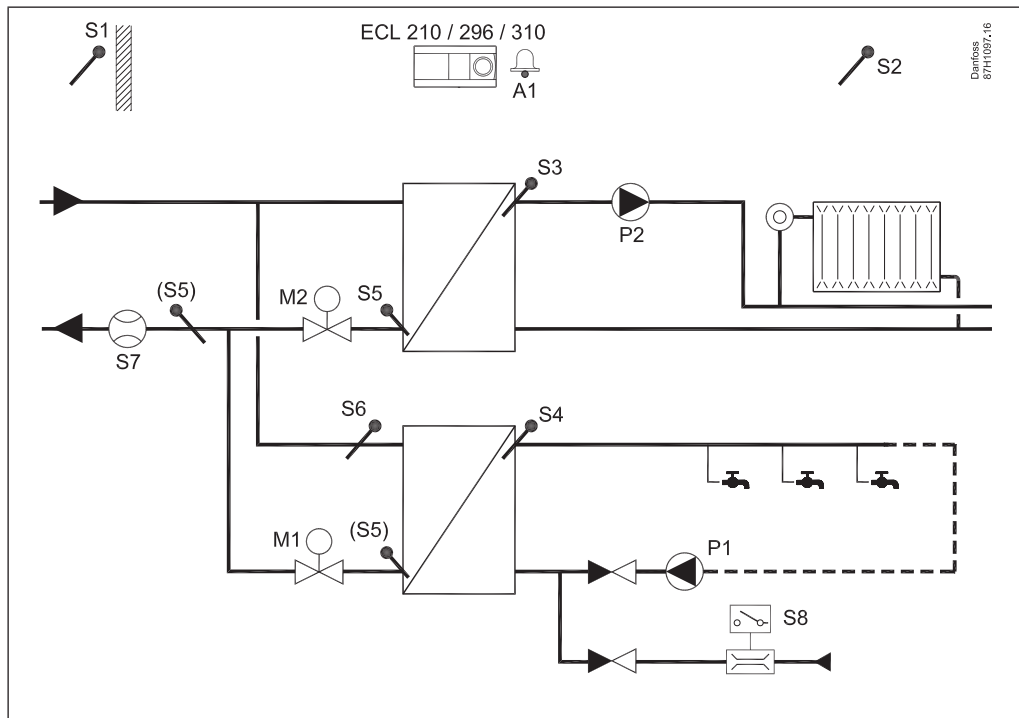 S1
ECL 210 / 296 / 310
A1
S2
Danfoss
87H1097.16
S3
P2
(S5)
M2
S5
S7
S6
S4
M1
(S5)
P1
S8